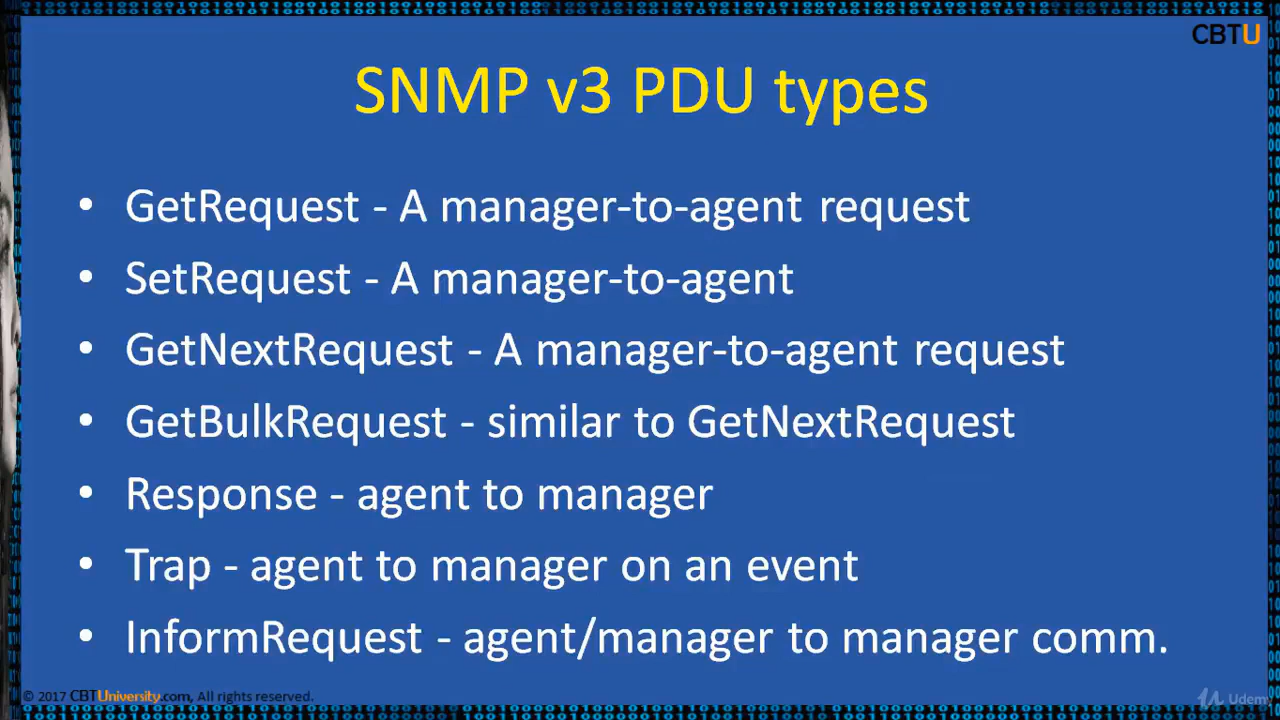 CBTU
SNMP v3 PDU types
• GetRequest - A manager-to-agent request
• SetRequest - A manager-to-agent
• GetNextRequest - A manager-to-agent request
• GetBulkRequest - similar to GetNextRequest
• Response - agent to manager
• Trap - agent to manager on an event
• InformRequest - agent/manager to manager comm.
© 2017 CBTUniversity.com, All rights reserved.
Udemy